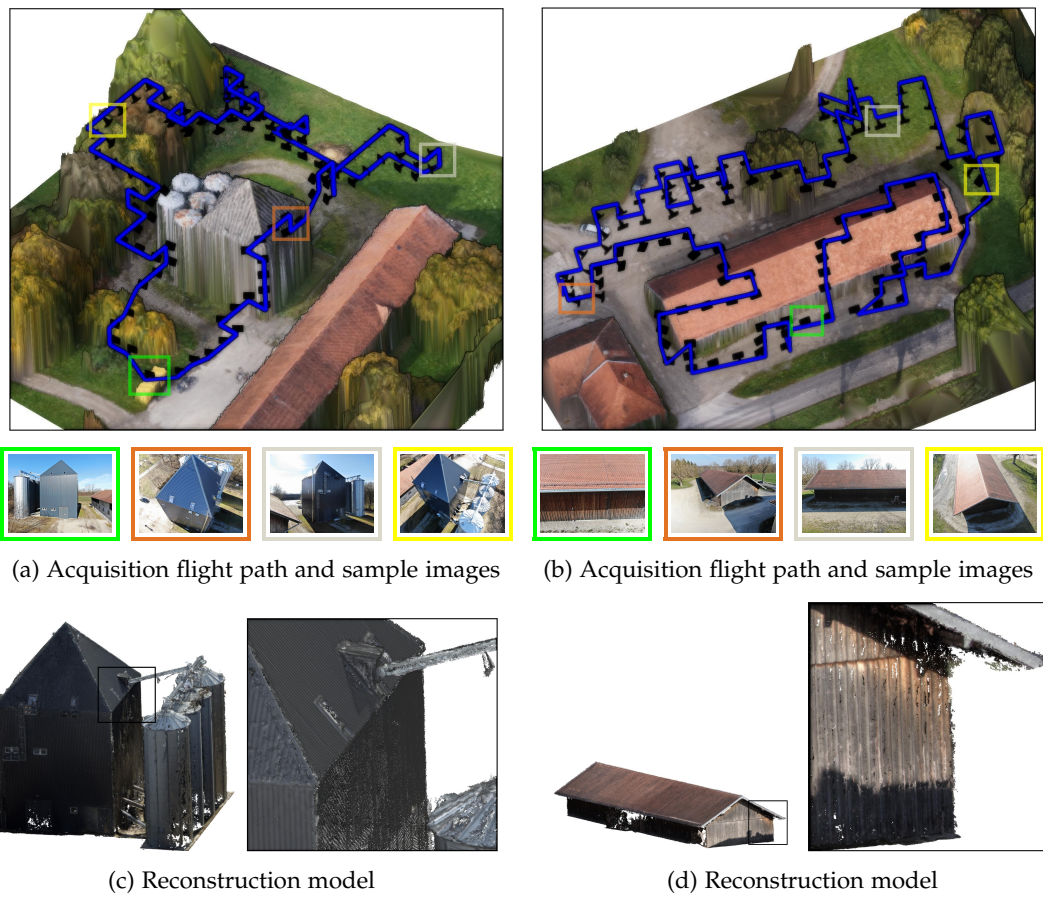 (a) Acquisition flight path and sample images
(b) Acquisition flight path and sample images
(c) Reconstruction model
(d) Reconstruction model